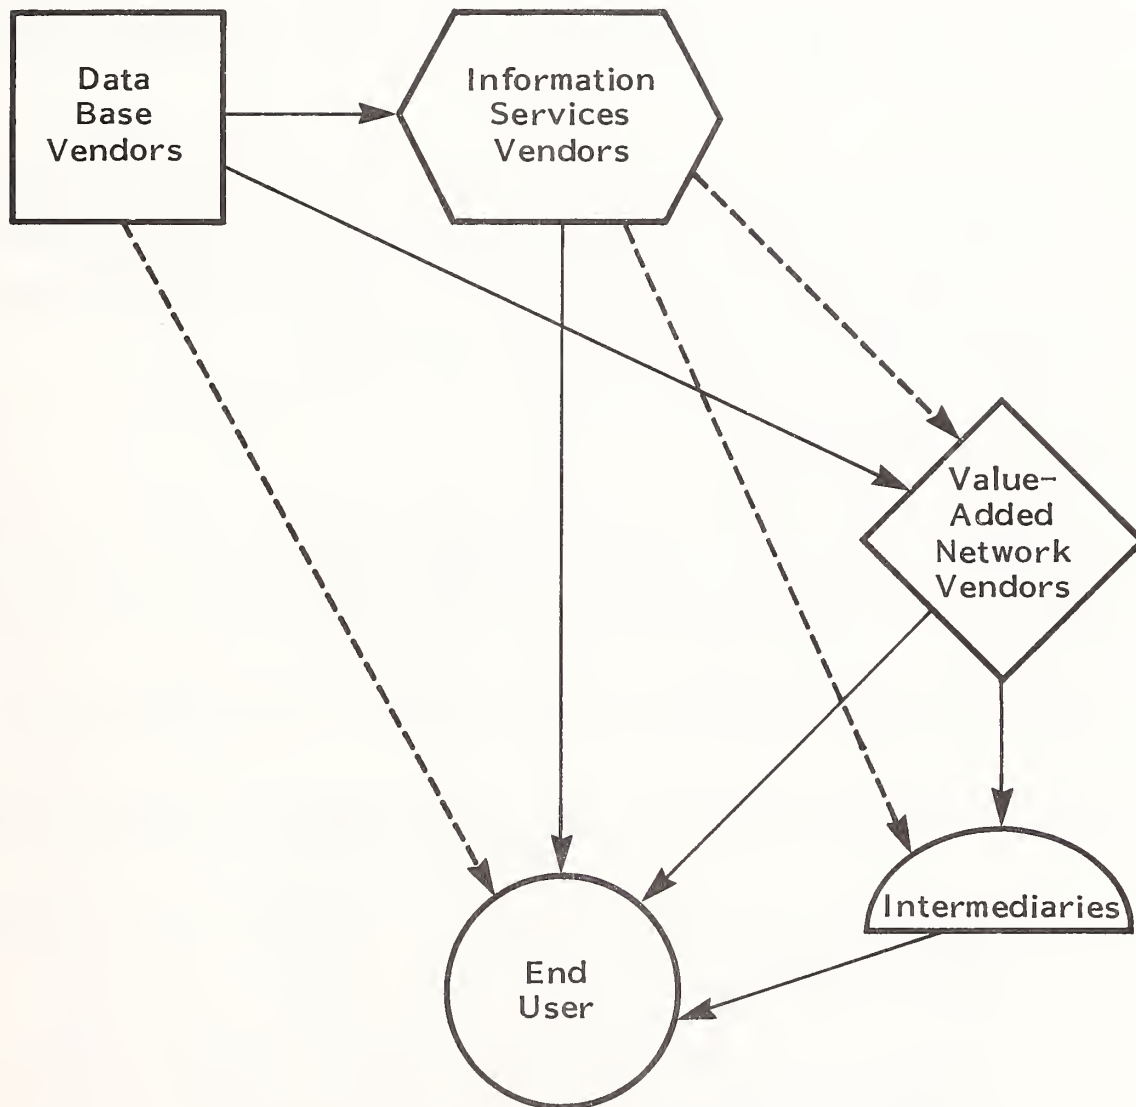 Data
Base
Vendors
Information
Services
Vendors
Value-
Added
Network
Vendors
Intermediaries
End
User